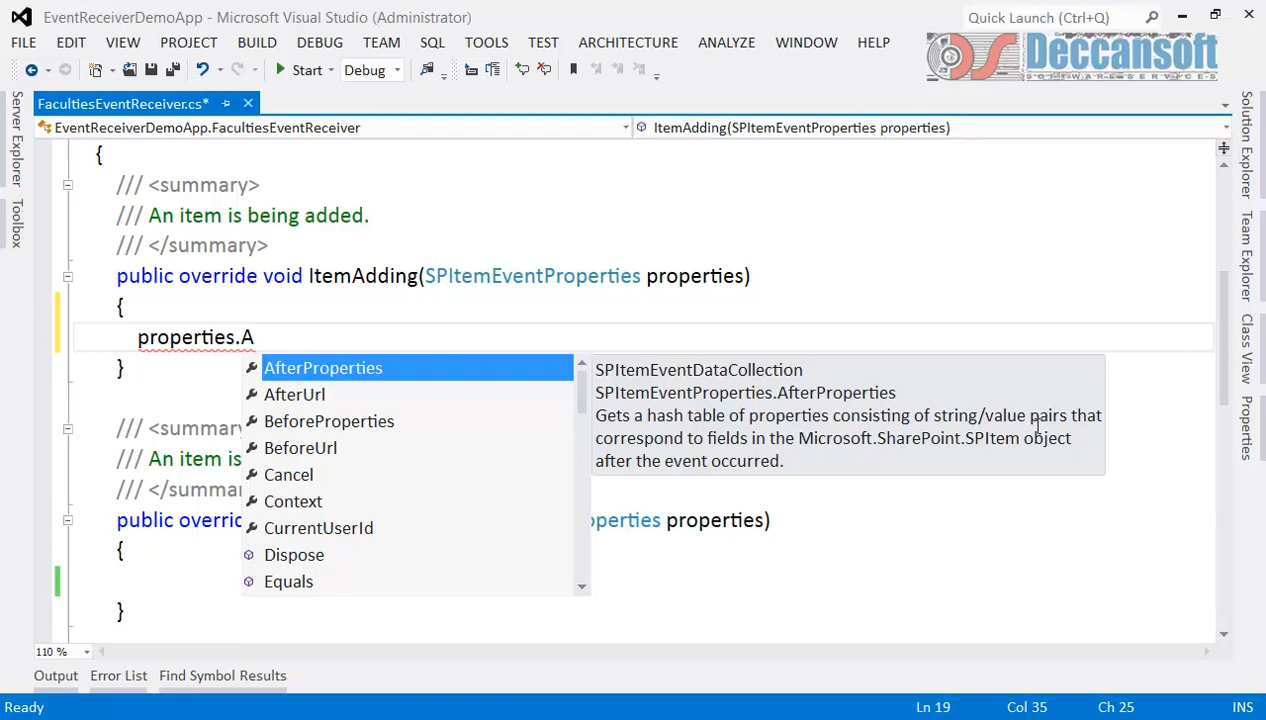 EventReceiverDemoApp - Microsoft Visual Studio (Administrator)
Quick Launch (Ctrl+Q)
FILE EDIT VIEW PROJECT BUILD DEBUG TEAM SQL TOOLS TEST ARCHITECTURE ANALYZE WINDOW HELP
Start Debug
Deccansoft
SOFTWARE SERVICES
FacultiesEventReceiver.cs*
EventReceiverDemoApp.FacultiesEventReceiver
ItemAdding(SPItemEventProperties properties)
Server Explorer
Toolbox
Solution Explorer
Team Explorer
Class View
Properties
{
/// <summary>
/// An item is being added.
/// </summary>
public override void ItemAdding(SPItemEventProperties properties)
{
properties.A
}
AfterProperties
AfterUrl
BeforeProperties
BeforeUrl
Cancel
Context
CurrentUserId
Dispose
Equals
SPItemEventDataCollection
SPItemEventProperties.AfterProperties
Gets a hash table of properties consisting of string/value pairs that
correspond to fields in the Microsoft.SharePoint.SPItem object
after the event occurred.
/// <summary>
/// An item is
/// </summary>
public override operties properties)
{
}
110 %
Output Error List Find Symbol Results
Ready
Ln 19 Col 35 Ch 25 INS